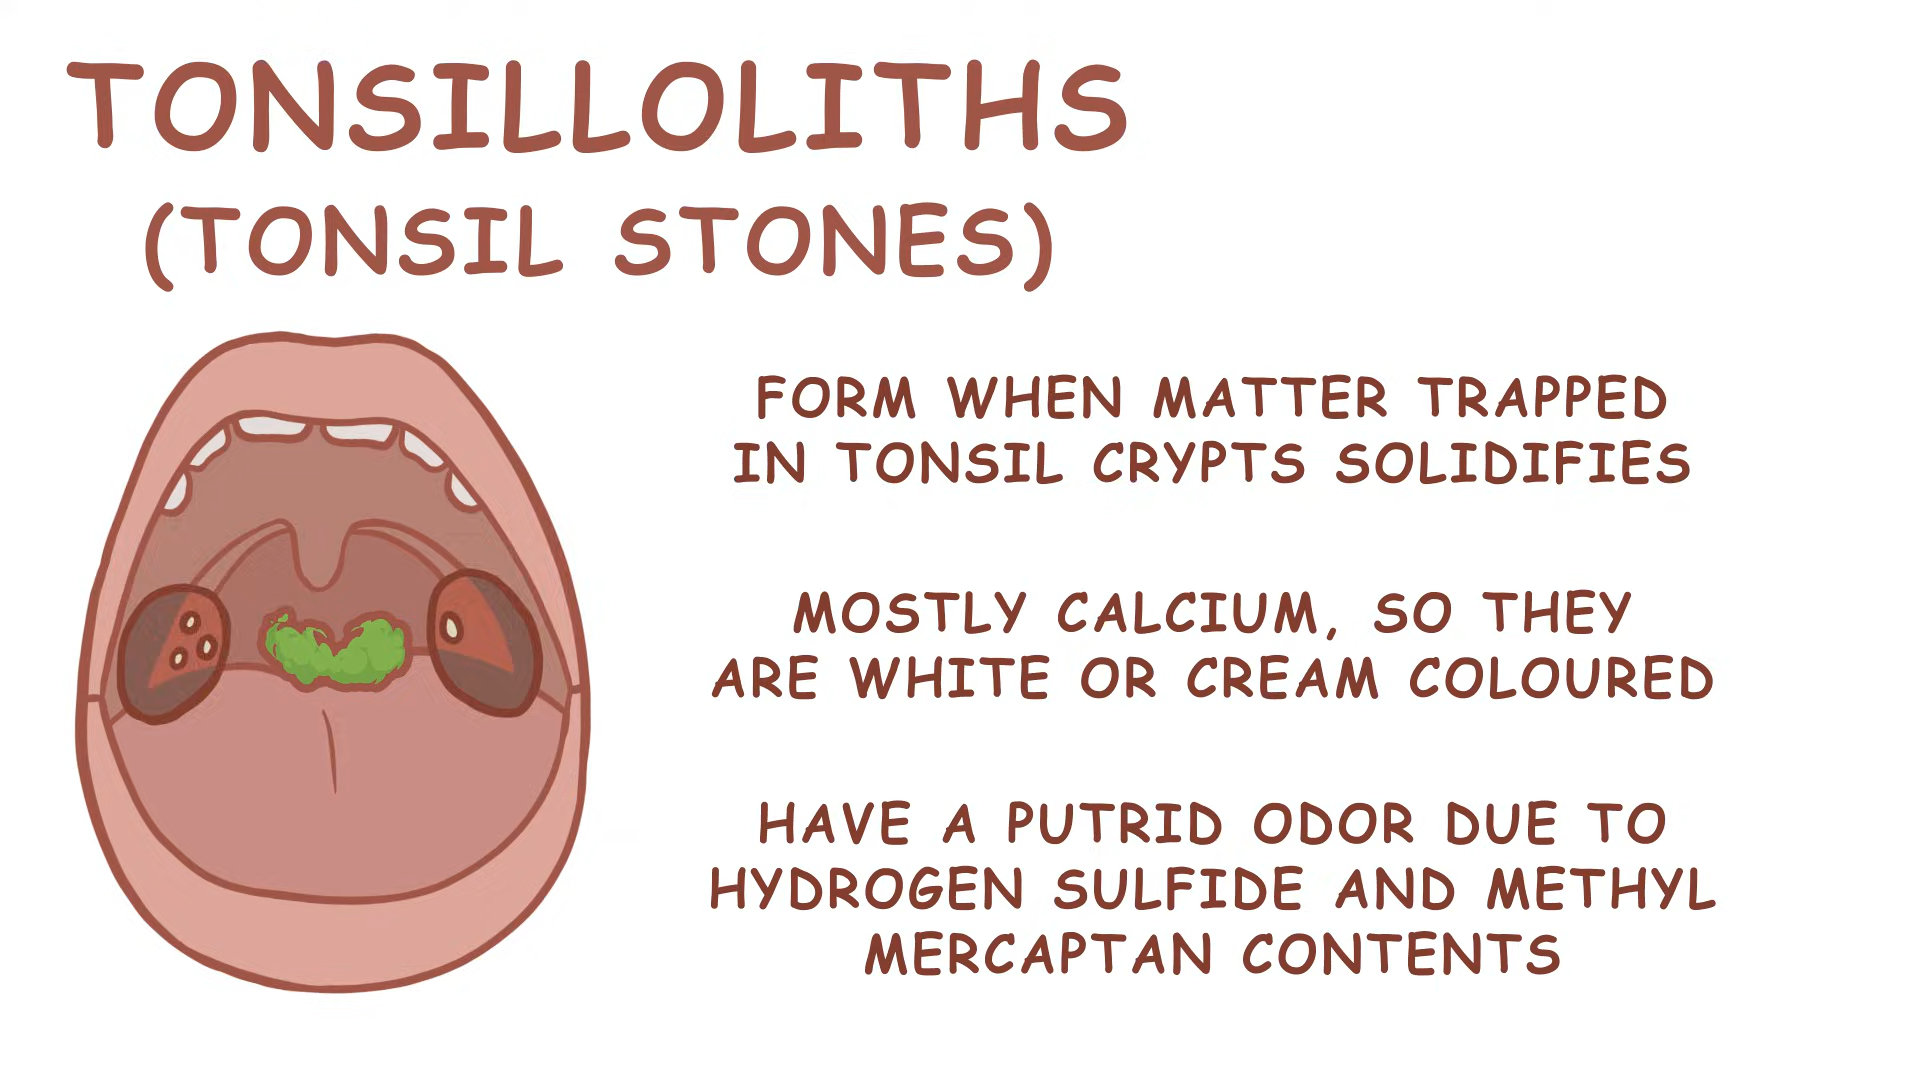 TONSILLOLITHS
(TONSIL STONES)
FORM WHEN MATTER TRAPPED
IN TONSIL CRYPTS SOLIDIFIES
MOSTLY CALCIUM, SO THEY
ARE WHITE OR CREAM COLOURED
HAVE A PUTRID ODOR DUE TO
HYDROGEN SULFIDE AND METHYL
MERCAPTAN CONTENTS